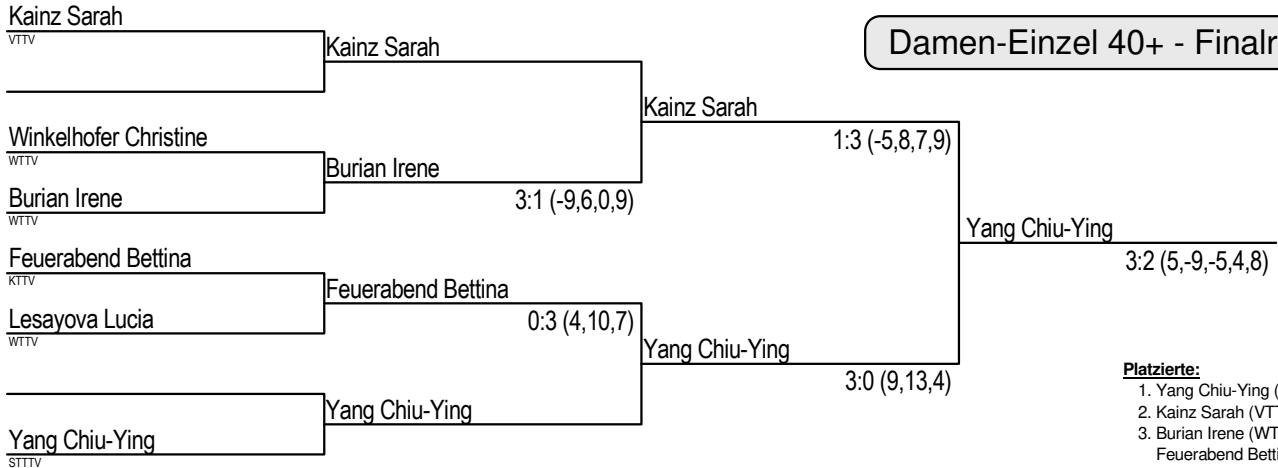 Kainz Sarah
VTTV
Kainz Sarah
Damen-Einzel 40+ - Finalr
Kainz Sarah
Winkelhofer Christine
1:3 (-5,8,7,9)
WTTV
Burian Irene
Burian Irene
3:1 (-9,6,0,9)
WTTV
Yang Chiu-Ying
Feuerabend Bettina
3:2 (5,-9,-5,4,8)
KTTV
Feuerabend Bettina
Lesayova Lucia
0:3 (4,10,7)
WTTV
Yang Chiu-Ying
3:0 (9,13,4)
Platzierte:
1. Yang Chiu-Ying (
Yang Chiu-Ying
2. Kainz Sarah (VTT
Yang Chiu-Ying
3. Burian Irene (WT
STTTV
Feuerabend Betti